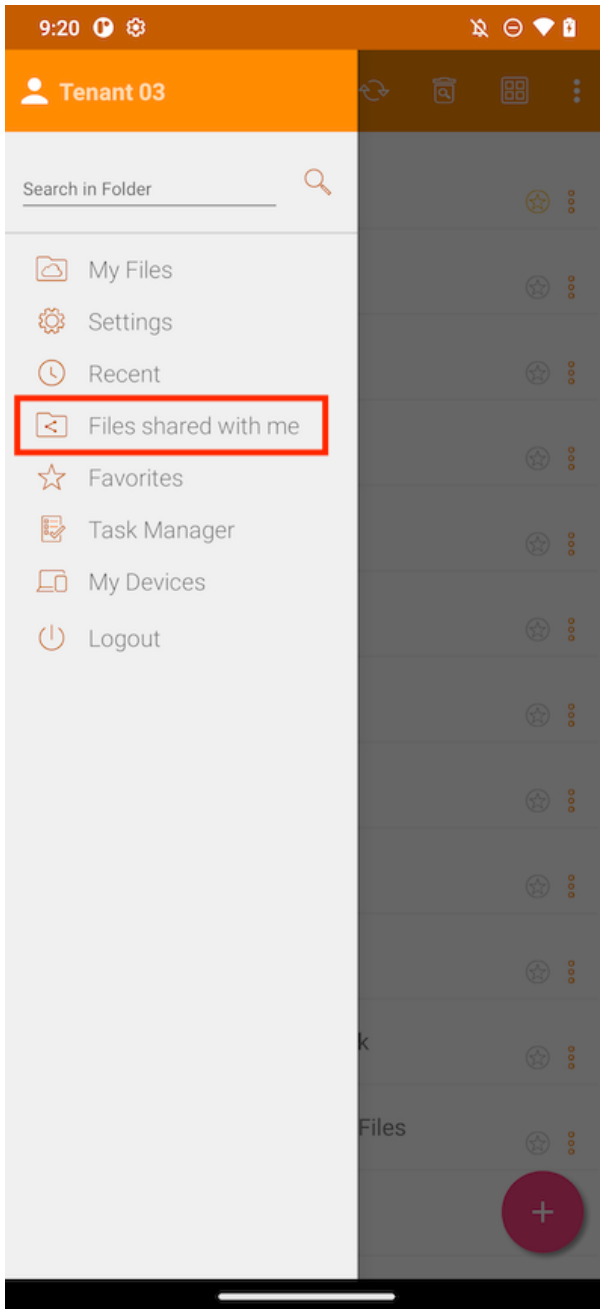 9:20
Tenant 03
Search in Folder
My Files
Settings
Recent
Files shared with me
Favorites
Task Manager
My Devices
Logout
k
Files